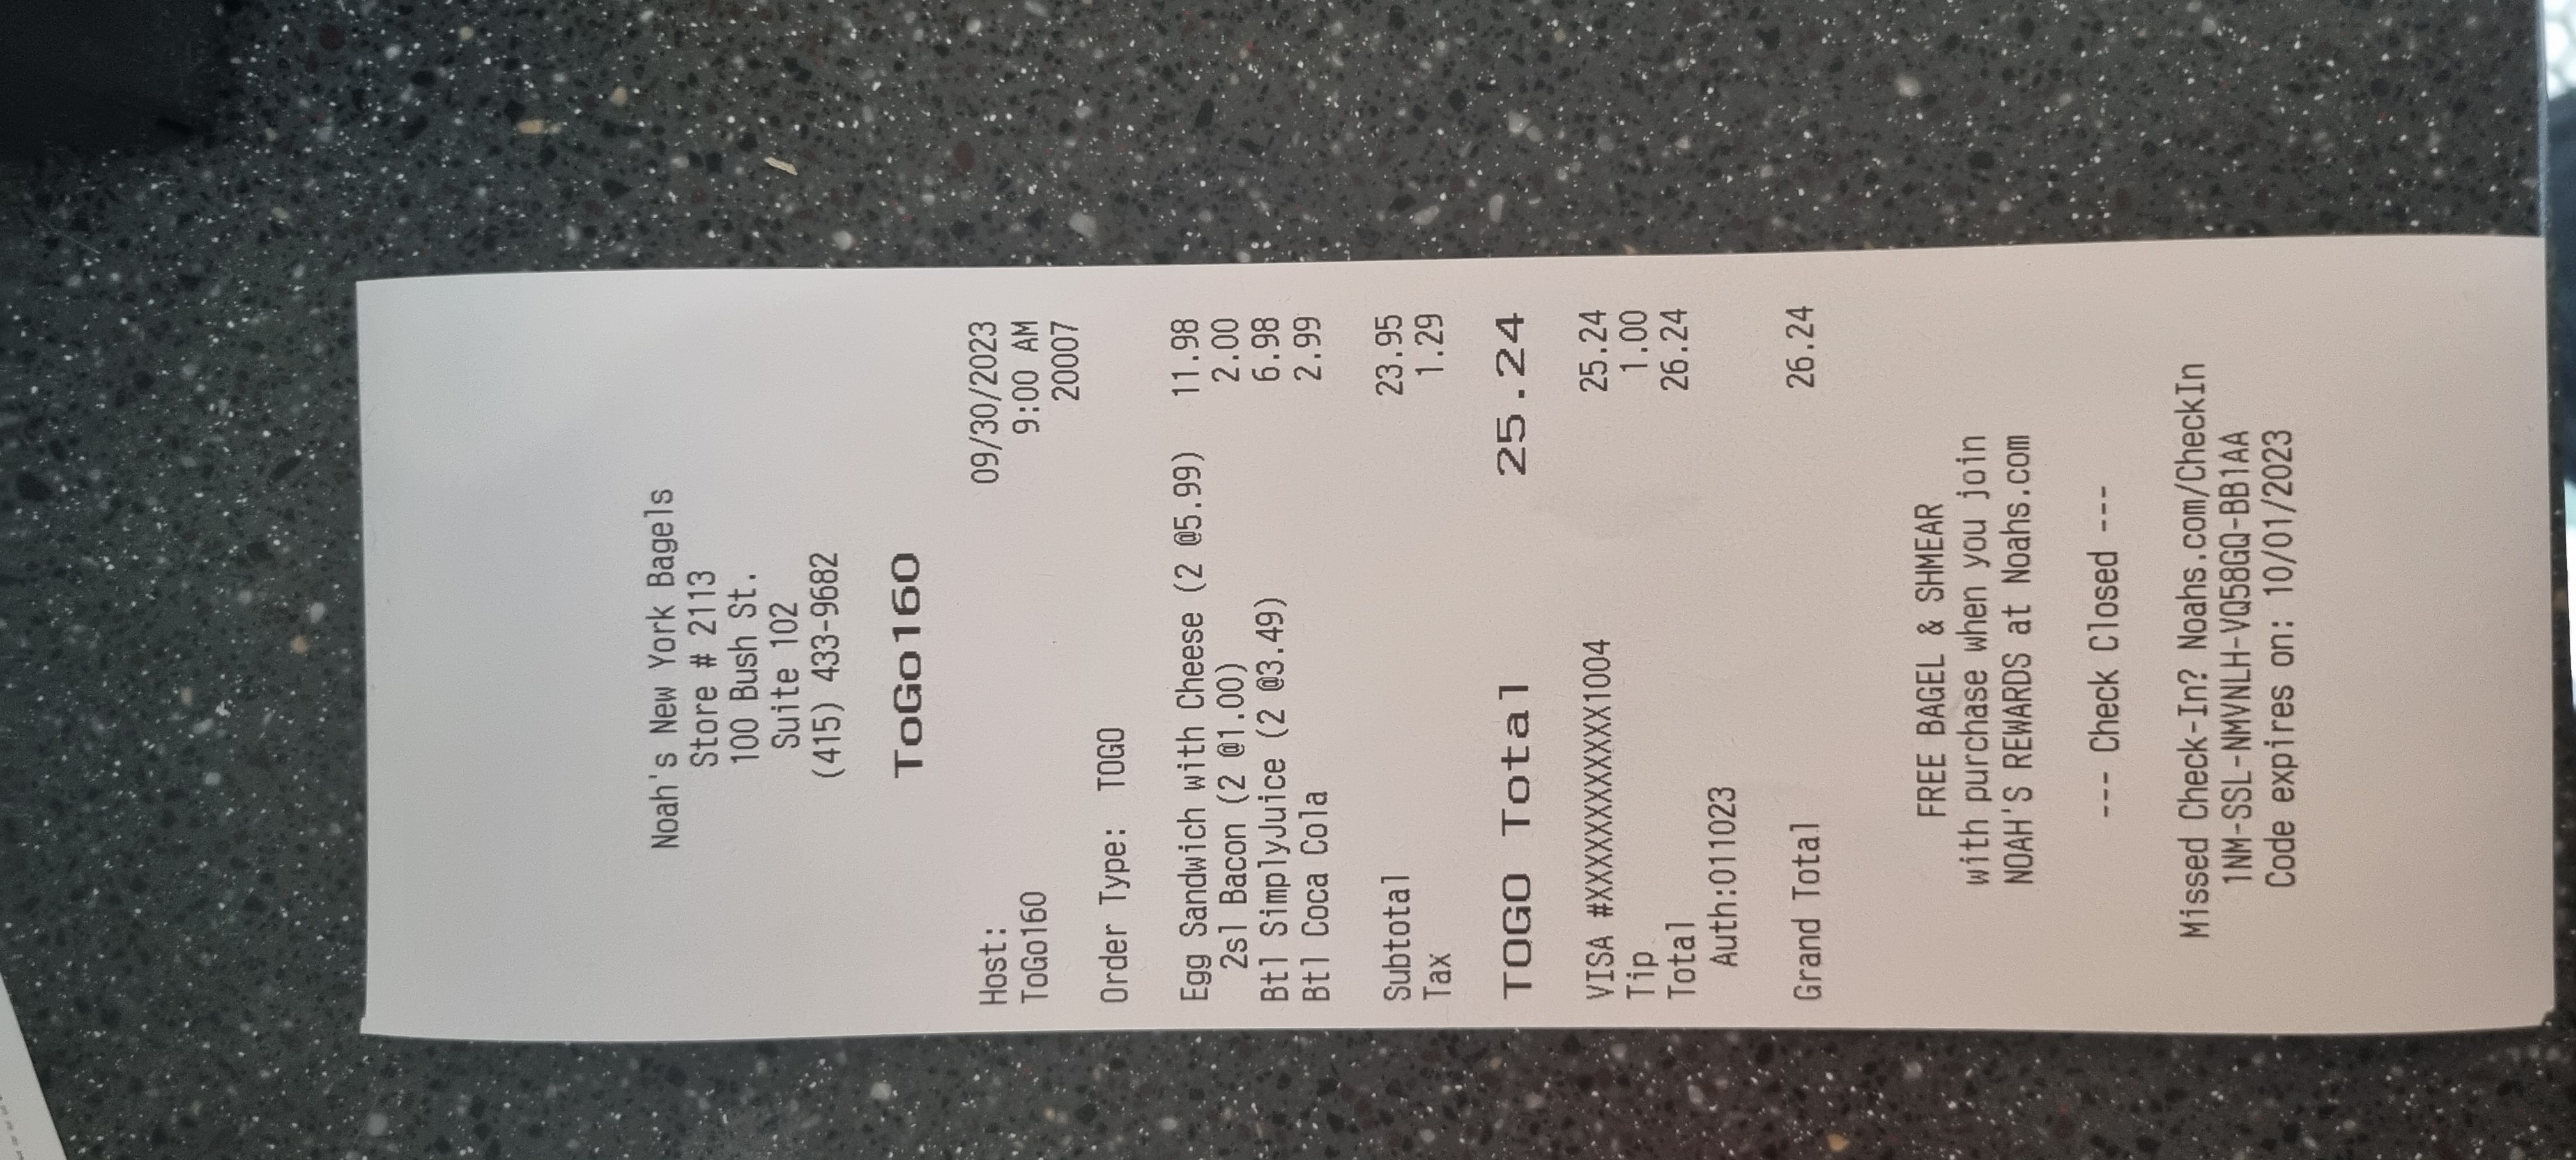 Noah's New York Bagels
Store # 2113
100 Bush St.
Suite 102
(415) 433-9682
ToGo160
Host: 09/30/2023
ToGo160 9:00 AM
20007
Order Type: TOGO
Egg Sandwich with Cheese (2 @5.99) 11.98
2sl Bacon (2 @1.00) 2.00
Btl SimplyJuice (2 @3.49) 6.98
Btl Coca Cola 2.99
Subtotal 23.95
Tax 1.29
TOGO Total 25.24
VISA #XXXXXXXXXXXX1004 25.24
Tip 1.00
Total 26.24
Auth:011023
Grand Total 26.24
FREE BAGEL & SHMEAR
with purchase when you join
NOAH'S REWARDS at Noahs.com
--- Check Closed ---
Missed Check-In? Noahs.com/CheckIn
1NM-SSL-NMVNLH-VQ58GQ-BB1AA
Code expires on: 10/01/2023